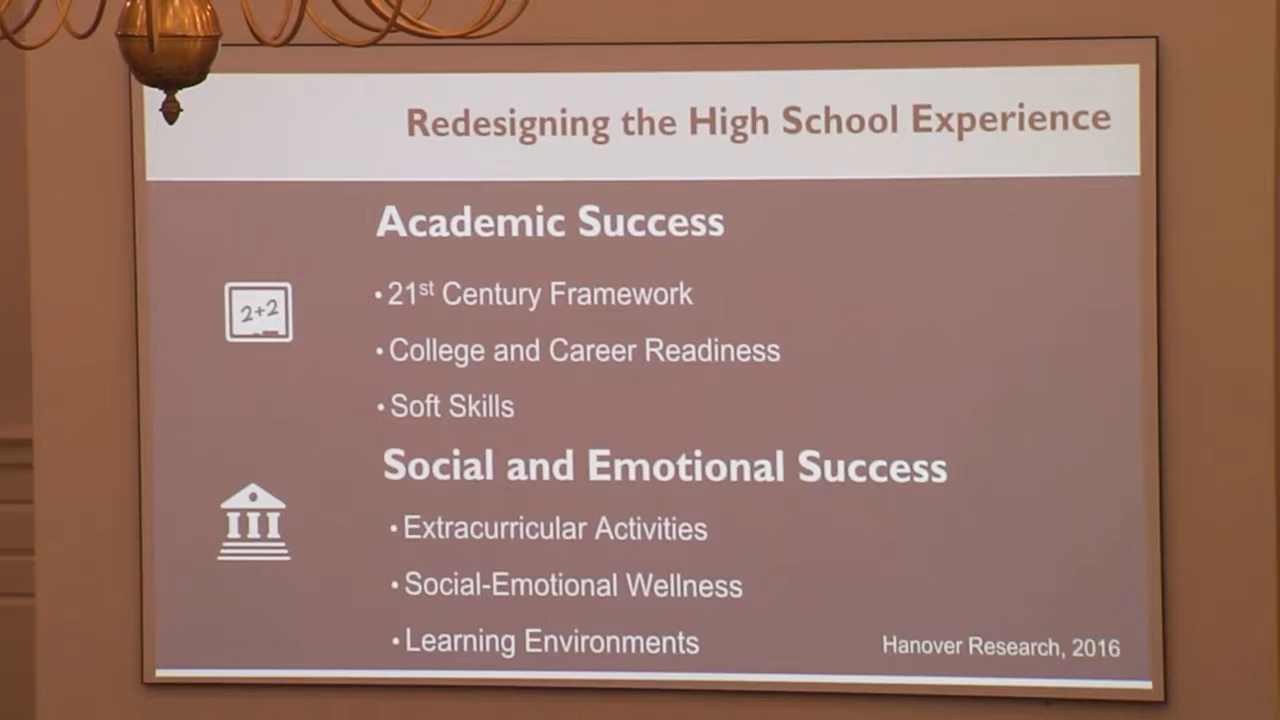 Redesigning the High School Experience
Academic Success
2+2
• 21st Century Framework
• College and Career Readiness
• Soft Skills
Social and Emotional Success
• Extracurricular Activities
• Social-Emotional Wellness
• Learning Environments
Hanover Research, 2016